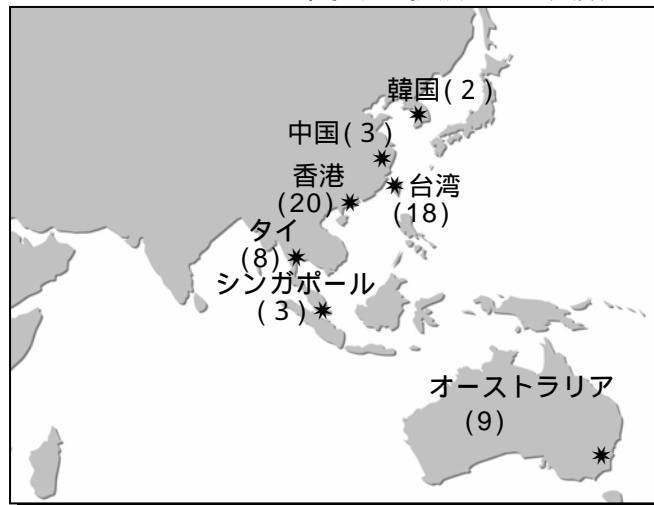 韓国(2)
中国(3)
香港
(20)
台湾
(18)
タイ
(8)
シンガポール
(3)
オーストラリア
(9)